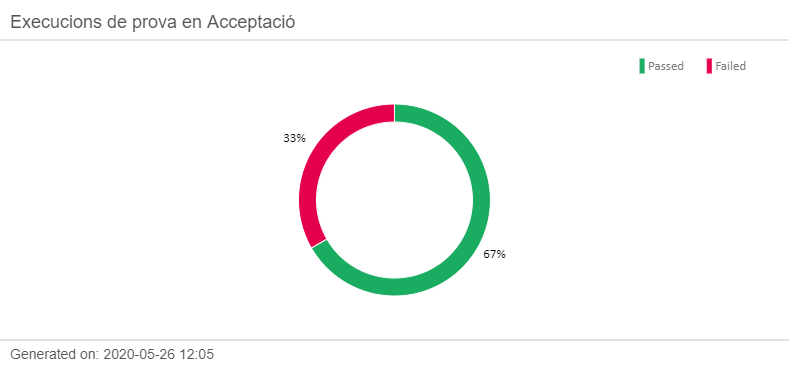 Execucions de prova en Acceptació
Passed Failed
33%
67%
Generated on: 2020-05-26 12:05